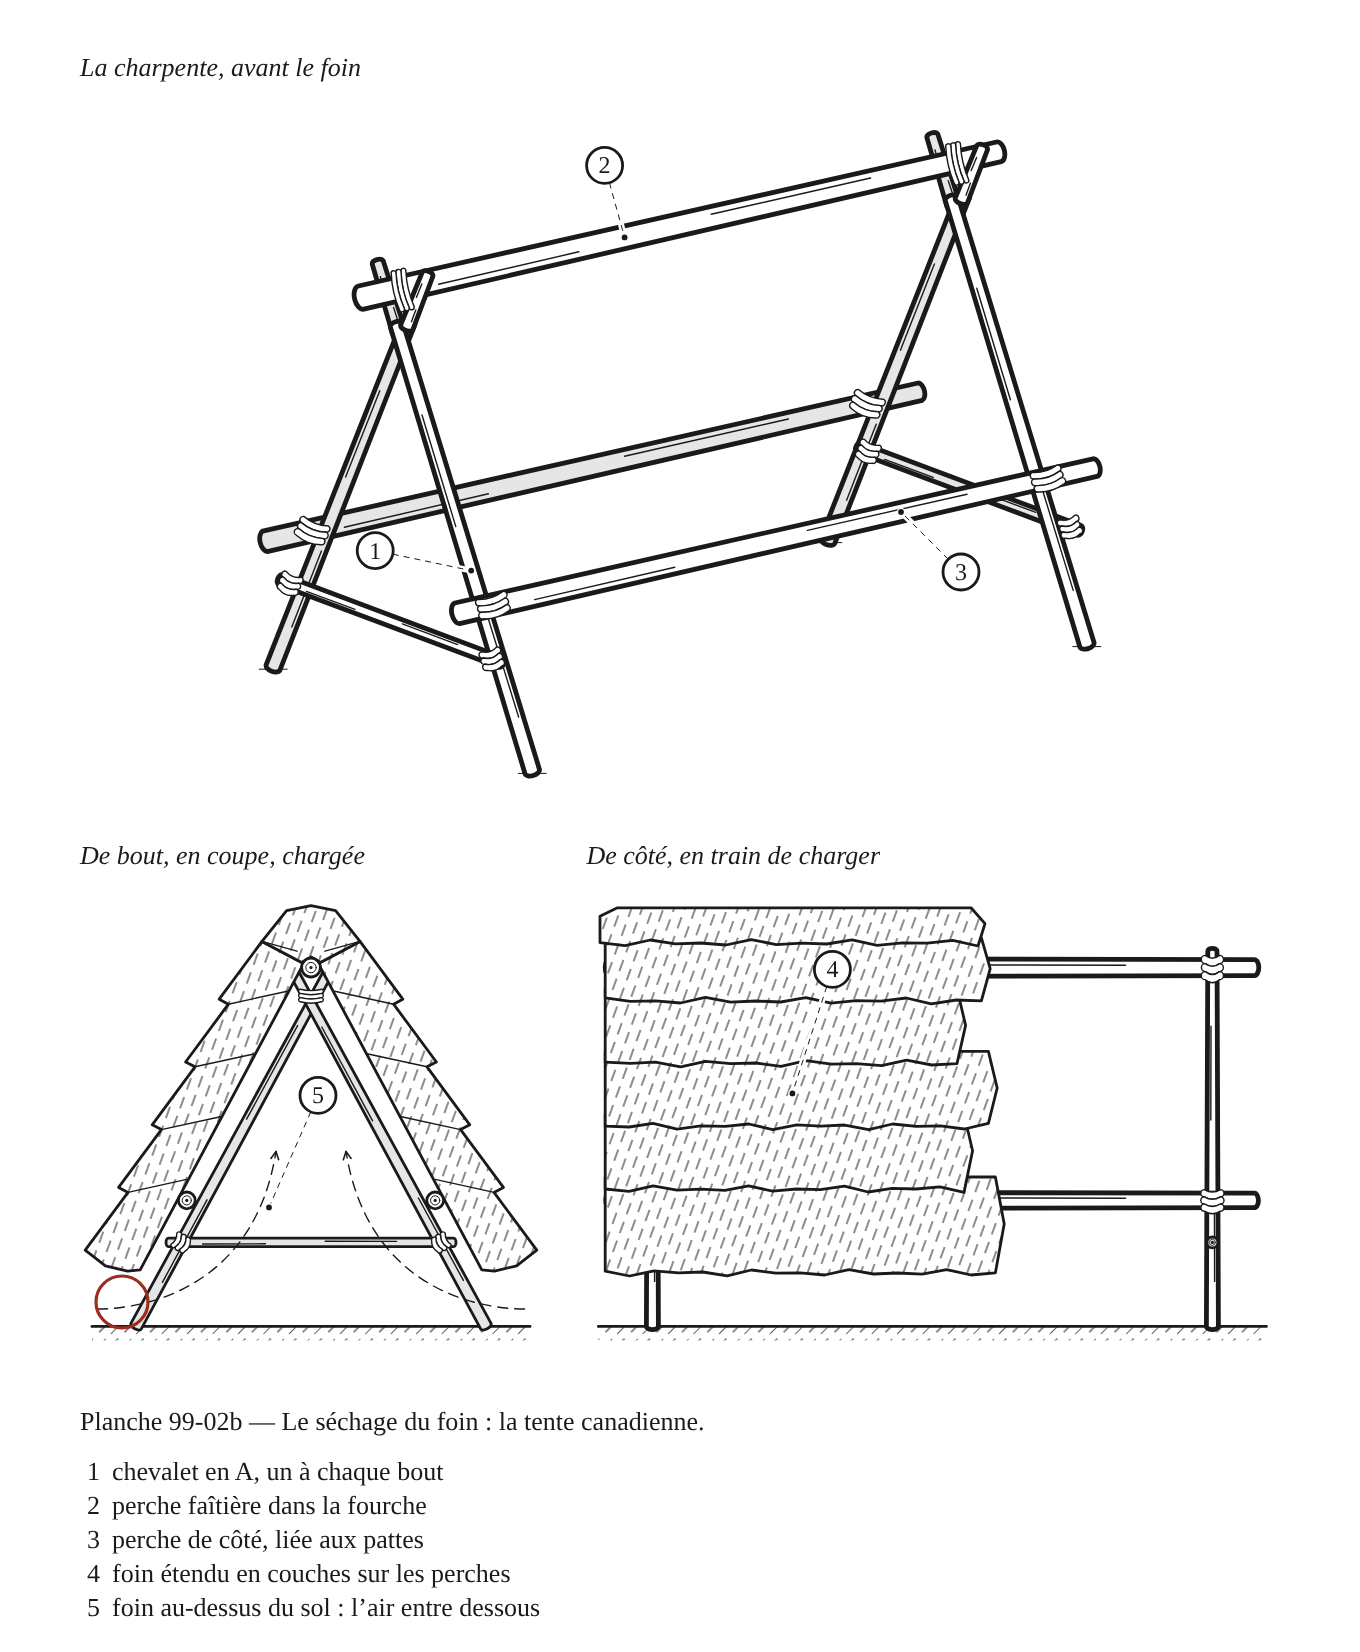 La charpente, avant le foin
2
1
3
De bout, en coupe, chargée
De côté, en train de charger
4
5
Planche 99-02b — Le séchage du foin : la tente canadienne.
1 chevalet en A, un à chaque bout
2 perche faîtière dans la fourche
3 perche de côté, liée aux pattes
4 foin étendu en couches sur les perches
5 foin au-dessus du sol : l’air entre dessous